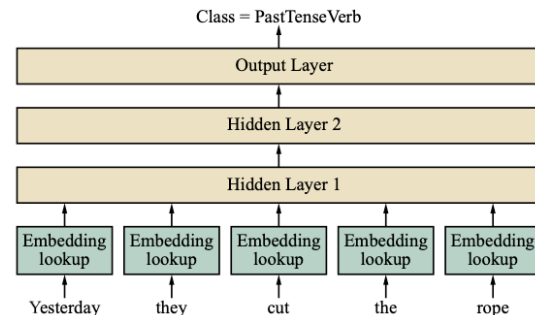 Class = PastTenseVerb
Output Layer
Hidden Layer 2
Hidden Layer 1
Embedding lookup
Embedding lookup
Embedding lookup
Embedding lookup
Embedding lookup
Yesterday they cut the rope